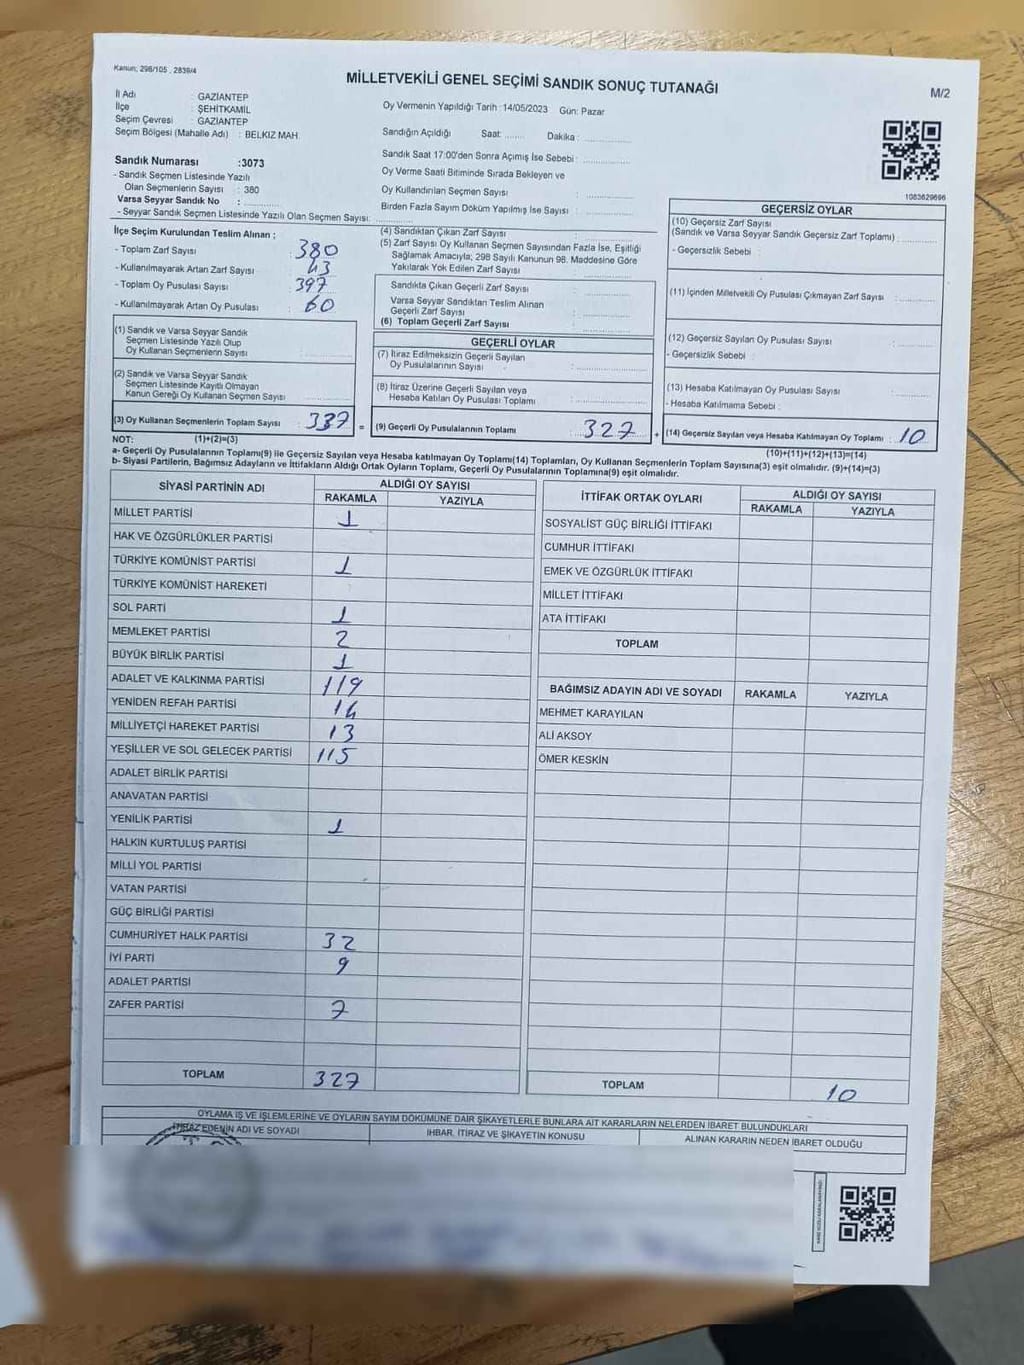 Kanun; 298/105 , 2839/4
MİLLETVEKİLİ GENEL SEÇİMİ SANDIK SONUÇ TUTANAĞI
M/2
İl Adı : GAZİANTEP
İlçe : ŞEHİTKAMİL
Seçim Çevresi : GAZİANTEP
Seçim Bölgesi (Mahalle Adı) : BELKIZ MAH.
Oy Vermenin Yapıldığı Tarih : 14/05/2023 Gün: Pazar
Sandığın Açıldığı Saat: ........ Dakika : ................
Sandık Saat 17:00'den Sonra Açımış İse Sebebi : ................
Oy Verme Saati Bitiminde Sırada Bekleyen ve
Oy Kullandırılan Seçmen Sayısı : ................
Birden Fazla Sayım Döküm Yapılmış İse Sayısı : ................
Sandık Numarası :3073
- Sandık Seçmen Listesinde Yazılı
Olan Seçmenlerin Sayısı : 380
Varsa Seyyar Sandık No : ............
- Seyyar Sandık Seçmen Listesinde Yazılı Olan Seçmen Sayısı: ............
1083629696
İlçe Seçim Kurulundan Teslim Alınan ;
- Toplam Zarf Sayısı : 380
- Kullanılmayarak Artan Zarf Sayısı : 43
- Toplam Oy Pusulası Sayısı : 397
- Kullanılmayarak Artan Oy Pusulası : 60
(1) Sandık ve Varsa Seyyar Sandık
Seçmen Listesinde Yazılı Olup
Oy Kullanan Seçmenlerin Sayısı : ............
(2) Sandık ve Varsa Seyyar Sandık
Seçmen Listesinde Kayıtlı Olmayan
Kanun Gereği Oy Kullanan Seçmen Sayısı : ............
(3) Oy Kullanan Seçmenlerin Toplam Sayısı : 337 =
(4) Sandıktan Çıkan Zarf Sayısı : ............
(5) Zarf Sayısı Oy Kullanan Seçmen Sayısından Fazla İse, Eşitliği
Sağlamak Amacıyla; 298 Sayılı Kanunun 98. Maddesine Göre
Yakılarak Yok Edilen Zarf Sayısı : ............
Sandıkta Çıkan Geçerli Zarf Sayısı : ............
Varsa Seyyar Sandıktan Teslim Alınan
Geçerli Zarf Sayısı : ............
(6) Toplam Geçerli Zarf Sayısı : ............
GEÇERLİ OYLAR
(7) İtiraz Edilmeksizin Geçerli Sayılan
Oy Pusulalarının Sayısı : ............
(8) İtiraz Üzerine Geçerli Sayılan veya
Hesaba Katılan Oy Pusulası Toplamı : ............
(9) Geçerli Oy Pusulalarının Toplamı : 327 +
GEÇERSİZ OYLAR
(10) Geçersiz Zarf Sayısı
(Sandık ve Varsa Seyyar Sandık Geçersiz Zarf Toplamı) : ............
- Geçersizlik Sebebi :
(11) İçinden Milletvekili Oy Pusulası Çıkmayan Zarf Sayısı : ............
(12) Geçersiz Sayılan Oy Pusulası Sayısı : ............
- Geçersizlik Sebebi :
(13) Hesaba Katılmayan Oy Pusulası Sayısı : ............
- Hesaba Katılmama Sebebi :
(14) Geçersiz Sayılan veya Hesaba Katılmayan Oy Toplamı : 10
NOT: (1)+(2)=(3)
(10)+(11)+(12)+(13)=(14)
a- Geçerli Oy Pusulasının Toplamı(9) ile Geçersiz Sayılan veya Hesaba katılmayan Oy Toplamı(14) Toplamları, Oy Kullanan Seçmenlerin Toplam Sayısına(3) eşit olmalıdır. (9)+(14)=(3)
b- Siyasi Partilerin, Bağımsız Adayların ve İttifakların Aldığı Ortak Oyların Toplamı, Geçerli Oy Pusulalarının Toplamına(9) eşit olmalıdır.
SİYASİ PARTİNİN ADI ALDIĞI OY SAYISI
RAKAMLA YAZIYLA
MİLLET PARTİSİ 1
HAK VE ÖZGÜRLÜKLER PARTİSİ
TÜRKİYE KOMÜNİST PARTİSİ 1
TÜRKİYE KOMÜNİST HAREKETİ
SOL PARTİ 1
MEMLEKET PARTİSİ 2
BÜYÜK BİRLİK PARTİSİ 1
ADALET VE KALKINMA PARTİSİ 119
YENİDEN REFAH PARTİSİ 14
MİLLİYETÇİ HAREKET PARTİSİ 13
YEŞİLLER VE SOL GELECEK PARTİSİ 115
ADALET BİRLİK PARTİSİ
ANAVATAN PARTİSİ
YENİLİK PARTİSİ 1
HALKIN KURTULUŞ PARTİSİ
MİLLİ YOL PARTİSİ
VATAN PARTİSİ
GÜÇ BİRLİĞİ PARTİSİ
CUMHURİYET HALK PARTİSİ 32
İYİ PARTİ 9
ADALET PARTİSİ
ZAFER PARTİSİ 7
TOPLAM 327
İTTİFAK ORTAK OYLARI ALDIĞI OY SAYISI
RAKAMLA YAZIYLA
SOSYALİST GÜÇ BİRLİĞİ İTTİFAKI
CUMHUR İTTİFAKI
EMEK VE ÖZGÜRLÜK İTTİFAKI
MİLLET İTTİFAKI
ATA İTTİFAKI
TOPLAM
BAĞIMSIZ ADAYIN ADI VE SOYADI RAKAMLA YAZIYLA
MEHMET KARAYILAN
ALİ AKSOY
ÖMER KESKİN
TOPLAM 10
OYLAMA İŞ VE İŞLEMLERİNE VE OYLARIN SAYIM DÖKÜMÜNE DAİR ŞİKAYETLERLE BUNLARA AİT KARARLARIN NELERDEN İBARET BULUNDUKLARI
İTİRAZ EDENİN ADI VE SOYADI İHBAR, İTİRAZ VE ŞİKAYETİN KONUSU ALINAN KARARIN NEDEN İBARET OLDUĞU